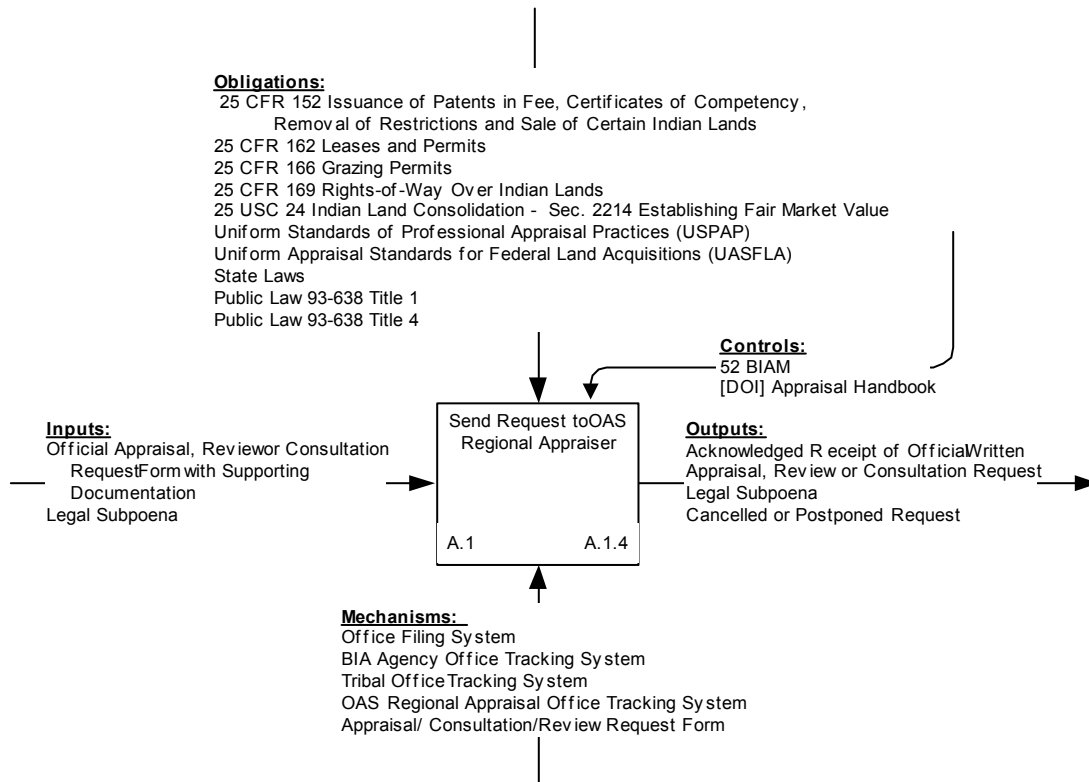 Obligations:
25 CFR 152 Issuance of Patents in Fee, Certificates of Competency,
Removal of Restrictions and Sale of Certain Indian Lands
25 CFR 162 Leases and Permits
25 CFR 166 Grazing Permits
25 CFR 169 Rights-of-Way Over Indian Lands
25 USC 24 Indian Land Consolidation - Sec. 2214 Establishing Fair Market Value
Uniform Standards of Professional Appraisal Practices (USPAP)
Uniform Appraisal Standards for Federal Land Acquisitions (UASFLA)
State Laws
Public Law 93-638 Title 1
Public Law 93-638 Title 4
Controls:
52 BIAM
[DOI] Appraisal Handbook
Inputs:
Official Appraisal, Reviewor Consultation
RequestForm with Supporting
Documentation
Legal Subpoena
Send Request toOAS
Regional Appraiser
A.1 A.1.4
Outputs:
Acknowledged Receipt of OfficialWritten
Appraisal, Review or Consultation Request
Legal Subpoena
Cancelled or Postponed Request
Mechanisms:
Office Filing System
BIA Agency Office Tracking System
Tribal Office Tracking System
OAS Regional Appraisal Office Tracking System
Appraisal/ Consultation/Review Request Form